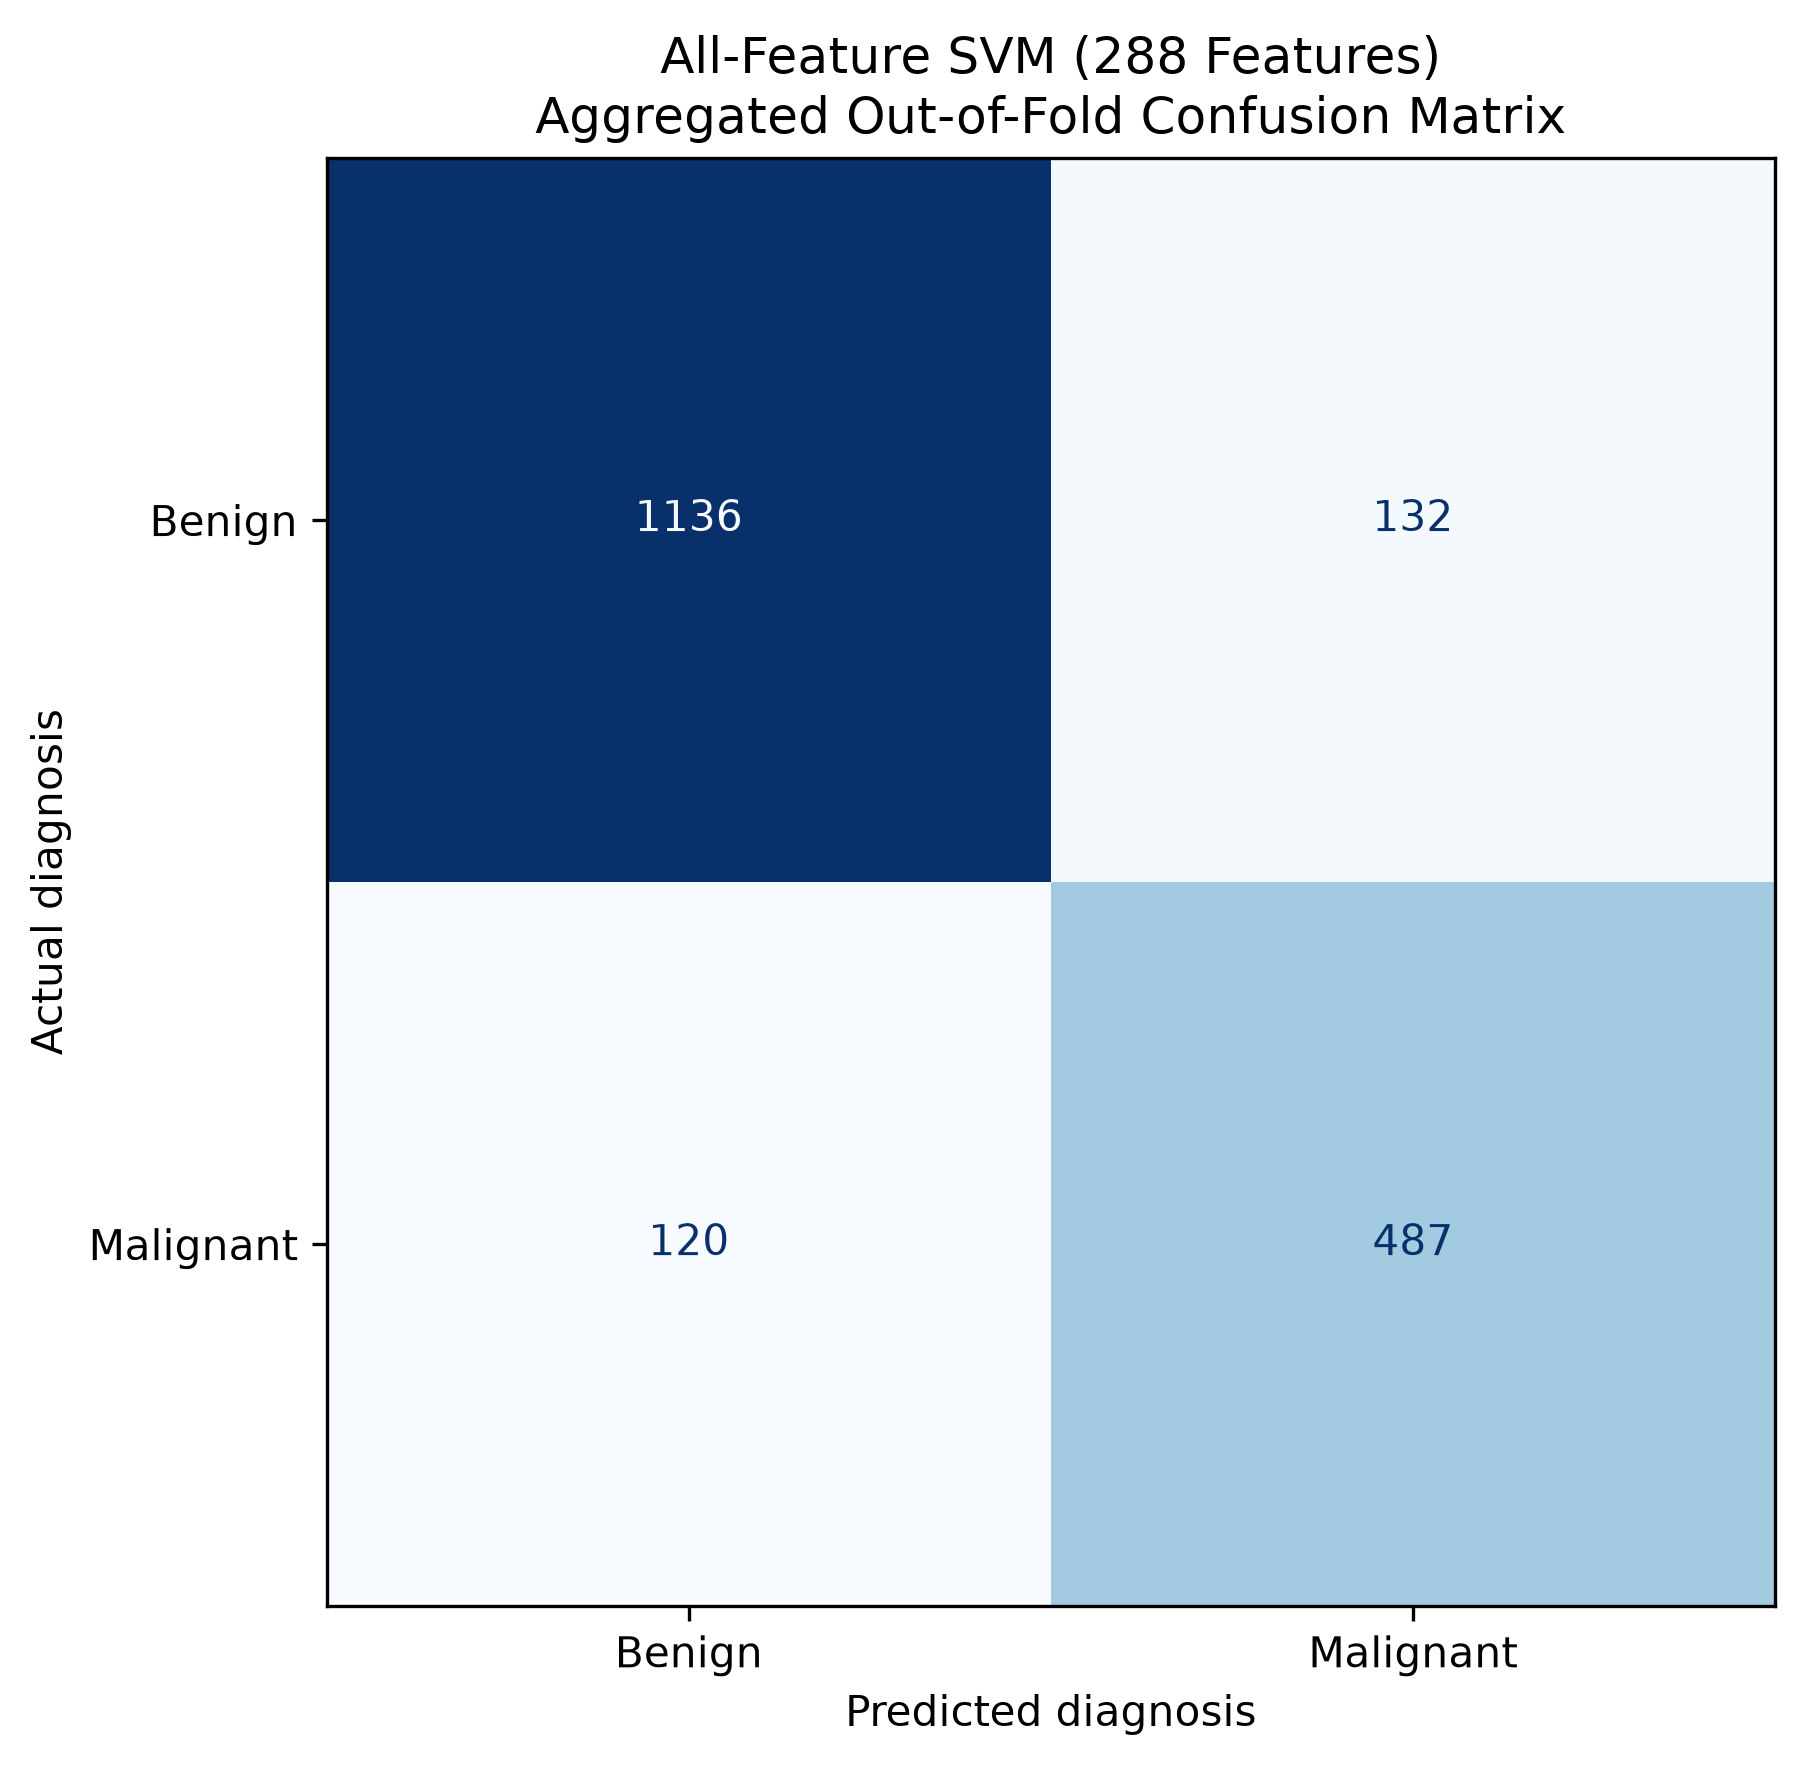 All-Feature SVM (288 Features)
Aggregated Out-of-Fold Confusion Matrix
Actual diagnosis
Benign
1136
132
Malignant
120
487
Benign
Malignant
Predicted diagnosis